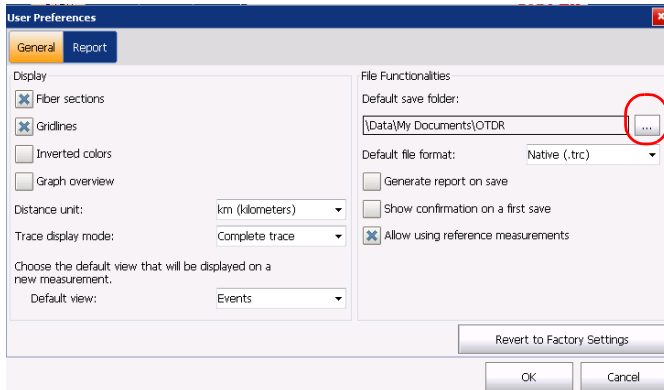 User Preferences
General
Report
Display
Fiber sections
Gridlines
Inverted colors
Graph overview
Distance unit:
km (kilometers)
Trace display mode:
Complete trace
Choose the default view that will be displayed on a
new measurement.
Default view:
Events
File Functionalities
Default save folder:
\Data\My Documents\OTDR
...
Default file format:
Native (.trc)
Generate report on save
Show confirmation on a first save
Allow using reference measurements
Revert to Factory Settings
OK
Cancel